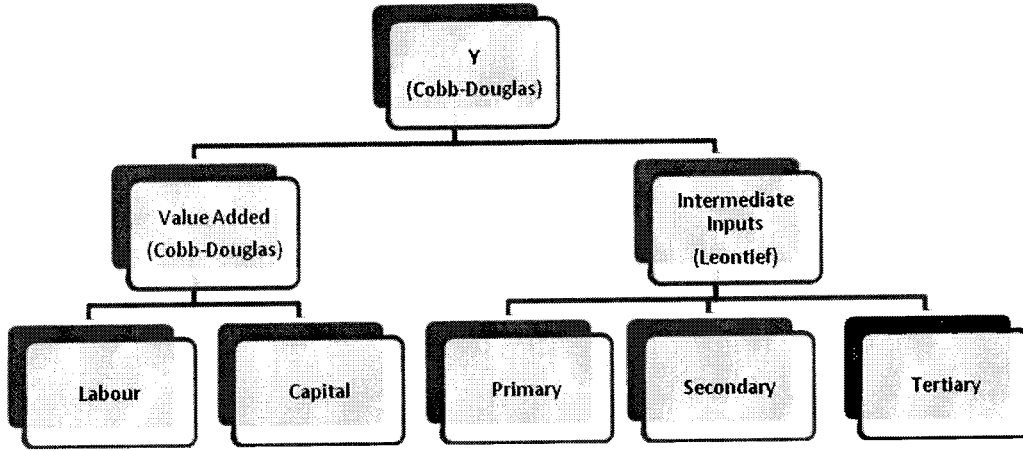 Y
(Cobb-Douglas)
Value Added
(Cobb-Douglas)
Intermediate
Inputs
(Leontief)
Labour
Capital
Primary
Secondary
Tertiary